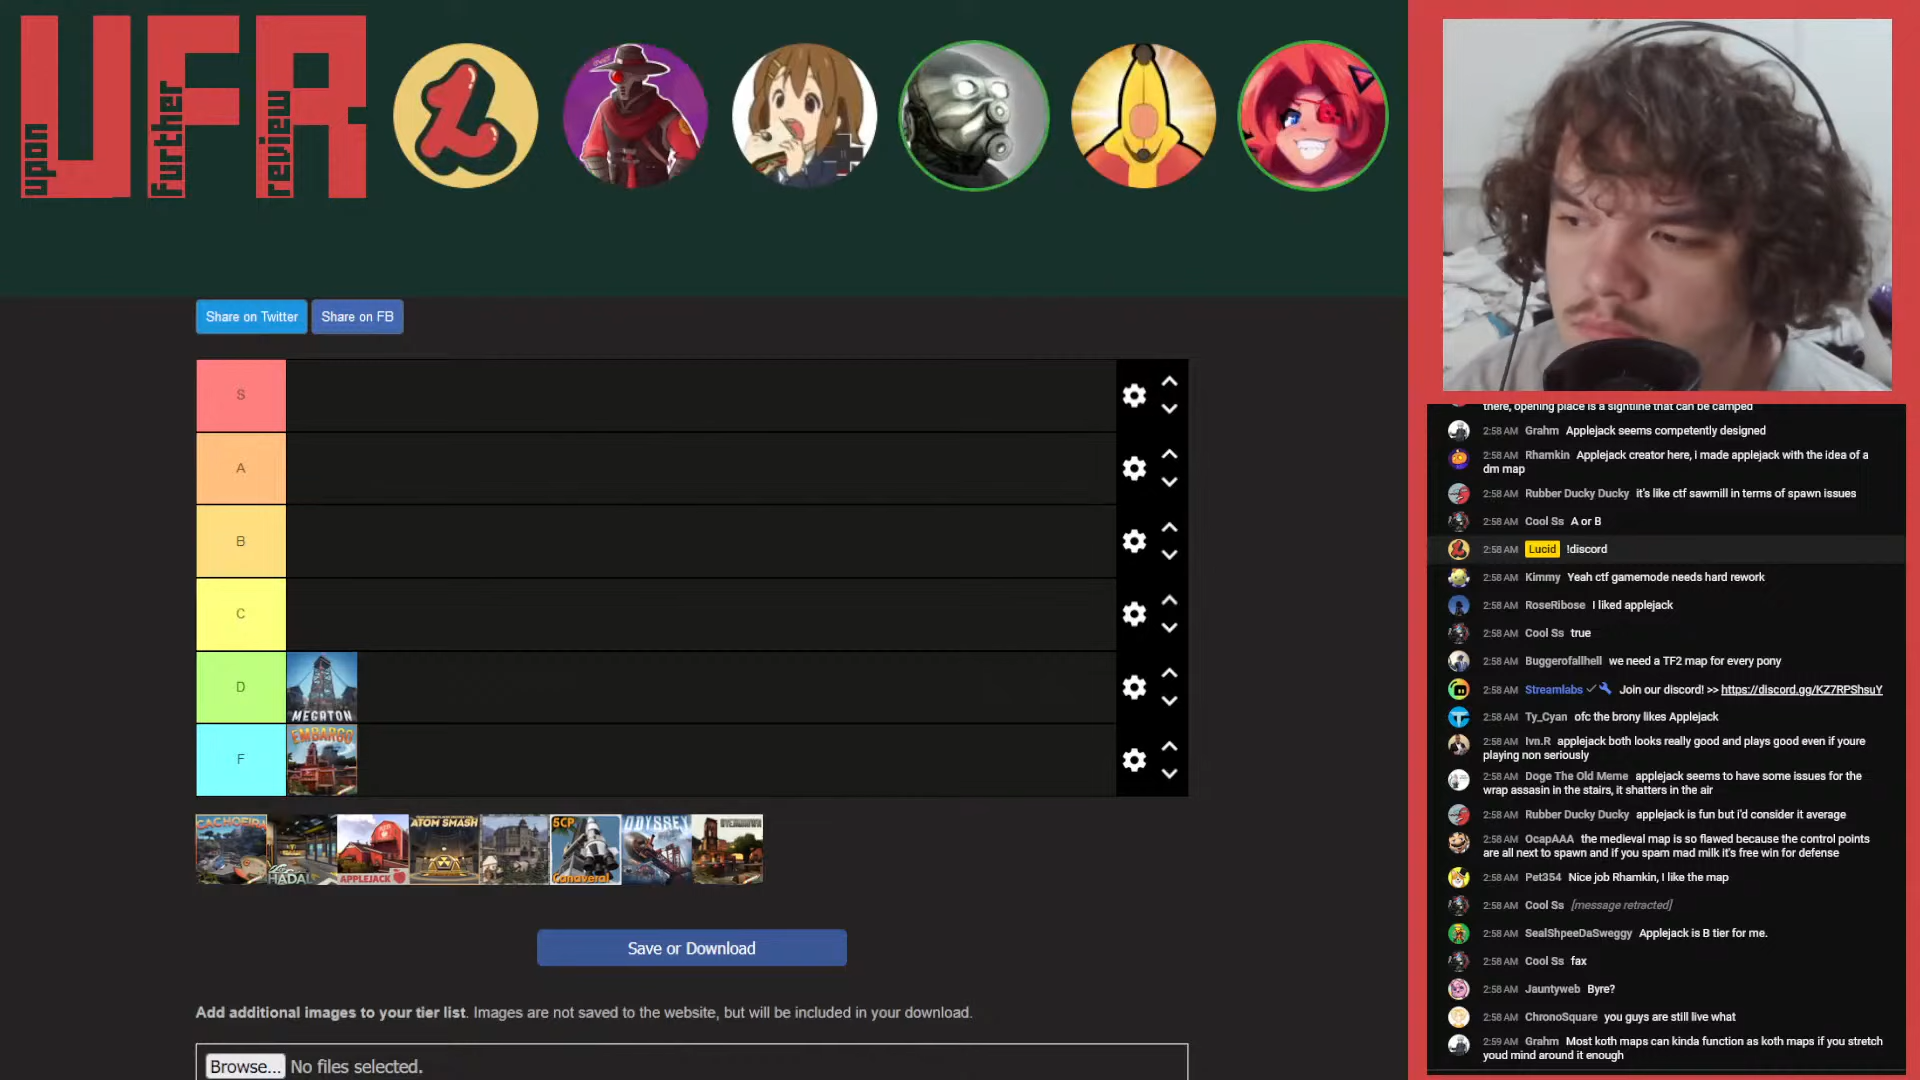 UFR
upon
further
review
Share on Twitter
Share on FB
S
A
B
C
D
MEGATON
F
EMBARGO
CACHOEIRA
HADAL
APPLEJACK
ATOM SMASH
5CP
Canaveral
ODYSSEY
Save or Download
Add additional images to your tier list. Images are not saved to the website, but will be included in your download.
Browse... No files selected.
there, opening place is a sightline that can be camped
2:58 AM Grahm Applejack seems competently designed
2:58 AM Rhamkin Applejack creator here, i made applejack with the idea of a
dm map
2:58 AM Rubber Ducky Ducky it's like ctf sawmill in terms of spawn issues
2:58 AM Cool Ss A or B
2:58 AM Lucid !discord
2:58 AM Kimmy Yeah ctf gamemode needs hard rework
2:58 AM RoseRibose I liked applejack
2:58 AM Cool Ss true
2:58 AM Buggerofallhell we need a TF2 map for every pony
2:58 AM Streamlabs Join our discord! >> https://discord.gg/KZ7RPShsuY
2:58 AM Ty_Cyan ofc the brony likes Applejack
2:58 AM Ivn.R applejack both looks really good and plays good even if youre
playing non seriously
2:58 AM Doge The Old Meme applejack seems to have some issues for the
wrap assasin in the stairs, it shatters in the air
2:58 AM Rubber Ducky Ducky applejack is fun but i'd consider it average
2:58 AM OcapAAA the medieval map is so flawed because the control points
are all next to spawn and if you spam mad milk it's free win for defense
2:58 AM Pet354 Nice job Rhamkin, I like the map
2:58 AM Cool Ss [message retracted]
2:58 AM SealShpeeDaSweggy Applejack is B tier for me.
2:58 AM Cool Ss fax
2:58 AM Jauntyweb Byre?
2:58 AM ChronoSquare you guys are still live what
2:59 AM Grahm Most koth maps can kinda function as koth maps if you stretch
youd mind around it enough